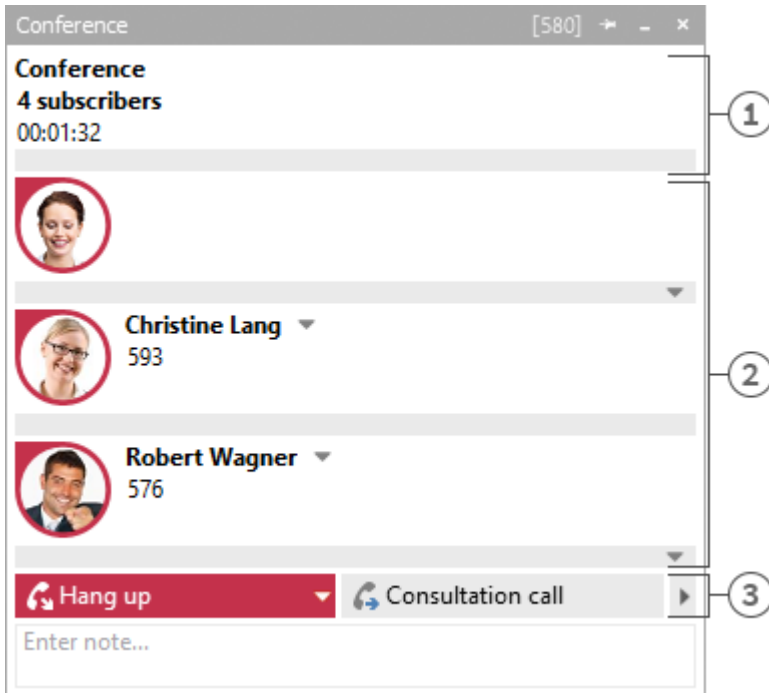 Conference [580]
Conference
4 subscribers
00:01:32
1
Christine Lang
593
2
Robert Wagner
576
Hang up Consultation call
3
Enter note...